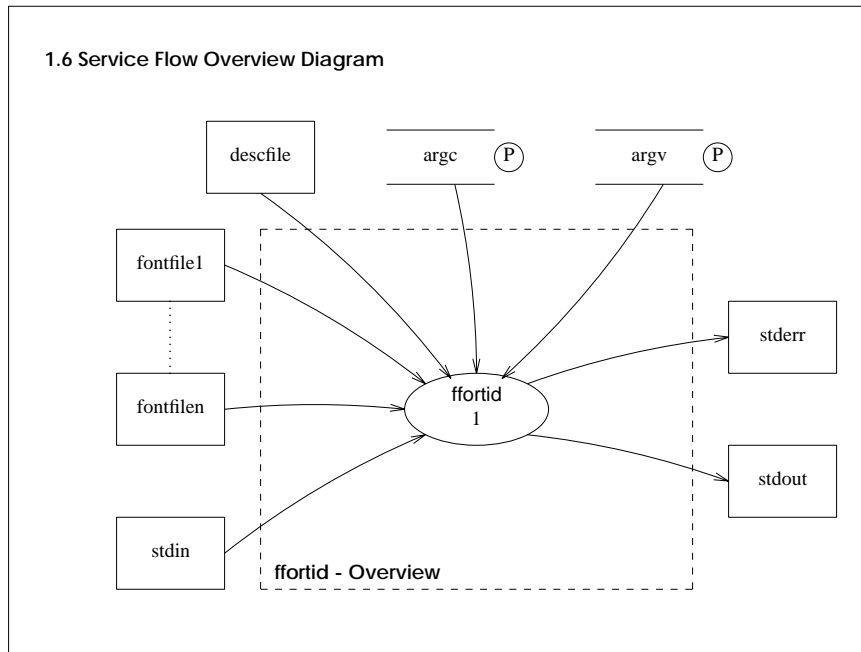 1.6 Service Flow Overview Diagram
descfile
argc
P
argv
P
fontfile1
stderr
ffortid
1
fontfilen
stdout
stdin
ffortid - Overview